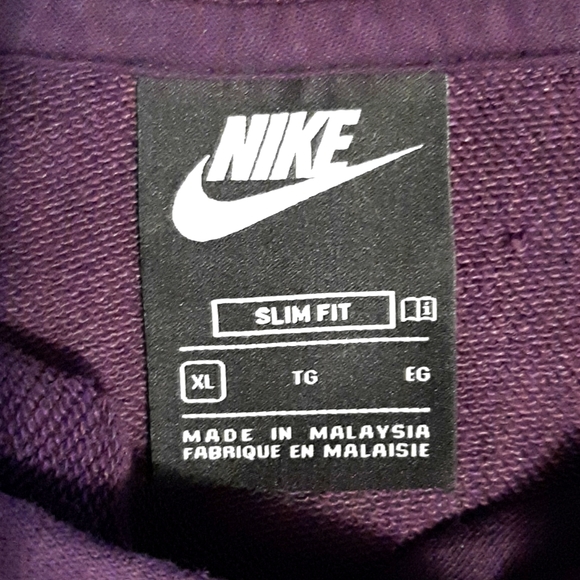 NIKE
SLIM FIT
XL TG EG
MADE IN MALAYSIA
FABRIQUE EN MALAISIE